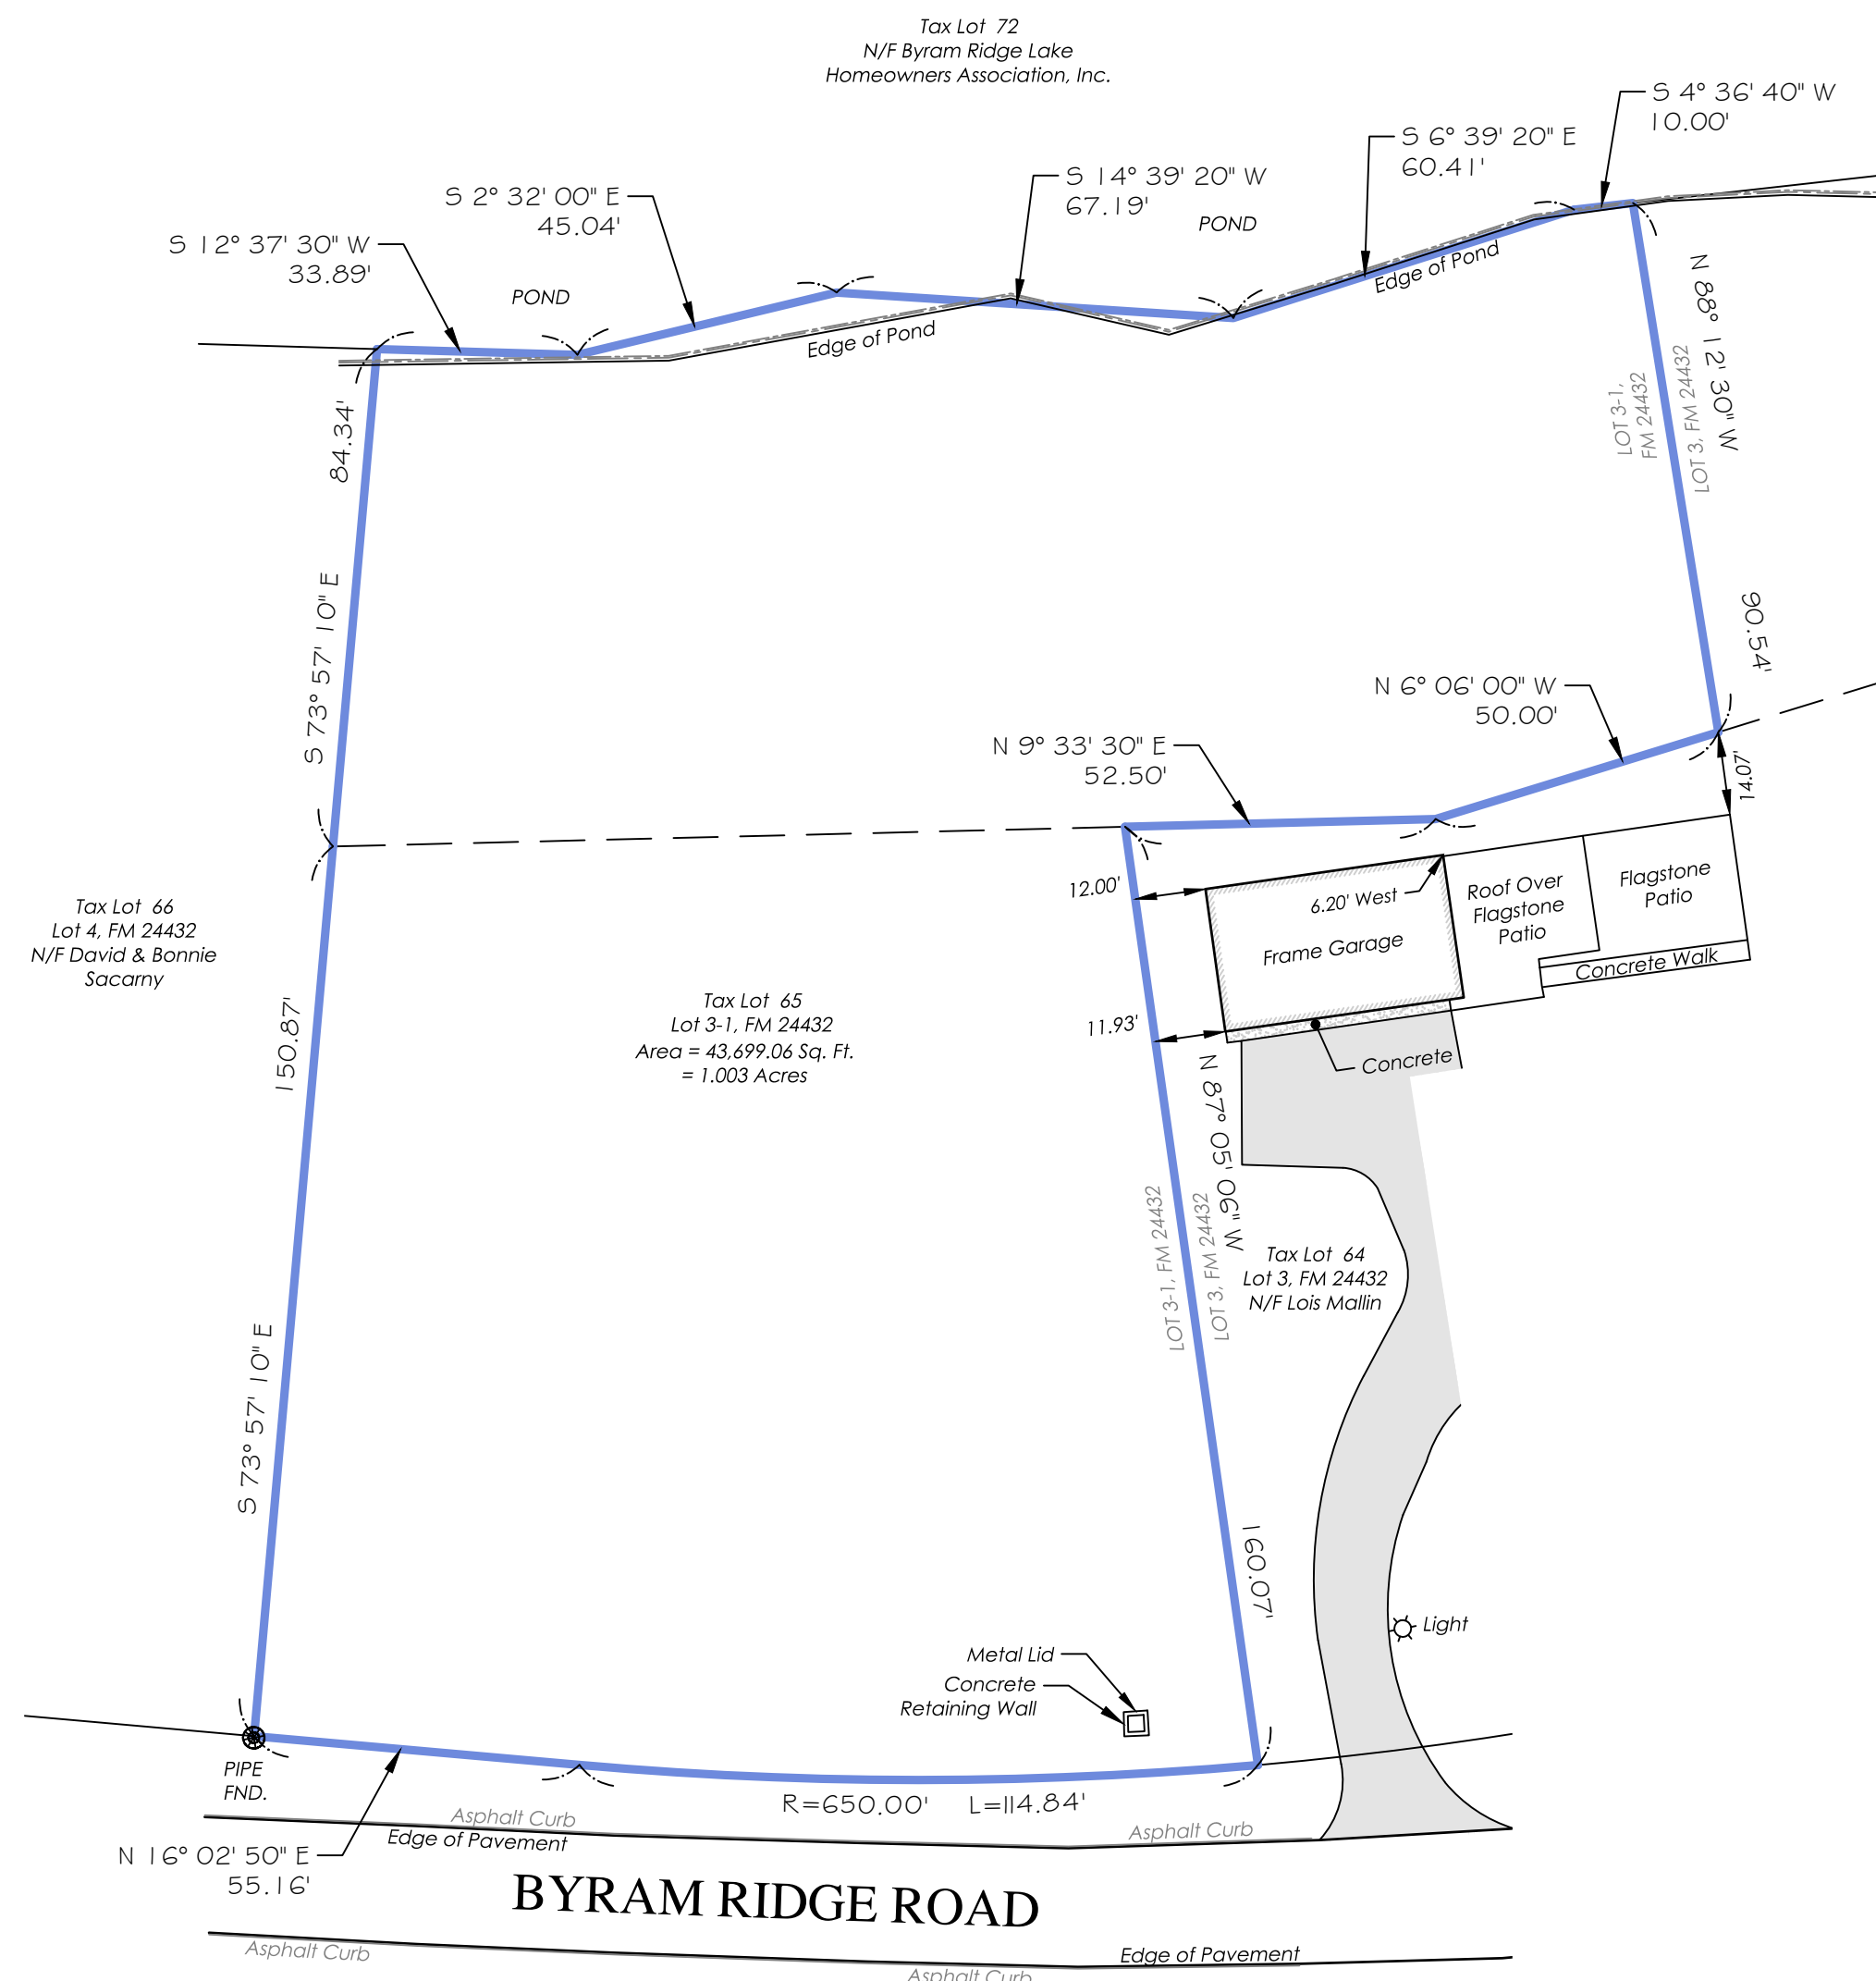 Tax Lot 72
N/F Byram Ridge Lake
Homeowners Association, Inc.
S 4° 36' 40" W
10.00'
S 6° 39' 20" E
60.41'
S 14° 39' 20" W
67.19'
POND
S 2° 32' 00" E
45.04'
S 12° 37' 30" W
33.89'
POND
Edge of Pond
Edge of Pond
N 88° 12' 30" W
90.54'
LOT 3-1,
FM 24432
LOT 3, FM 24432
84.34'
S 73° 57' 10" E
N 6° 06' 00" W
50.00'
N 9° 33' 30" E
52.50'
14.07'
12.00'
6.20' West
Roof Over
Flagstone
Patio
Flagstone
Patio
Frame Garage
Concrete Walk
11.93'
Concrete
Tax Lot 66
Lot 4, FM 24432
N/F David & Bonnie
Sacarny
Tax Lot 65
Lot 3-1, FM 24432
Area = 43,699.06 Sq. Ft.
= 1.003 Acres
150.87'
S 73° 57' 10" E
N 87° 05' 06" W
160.07'
LOT 3-1, FM 24432
LOT 3, FM 24432
Tax Lot 64
Lot 3, FM 24432
N/F Lois Mallin
Light
Metal Lid
Concrete
Retaining Wall
PIPE
FND.
R=650.00' L=114.84'
Asphalt Curb
Edge of Pavement
Asphalt Curb
N 16° 02' 50" E
55.16'
BYRAM RIDGE ROAD
Asphalt Curb
Edge of Pavement
Asphalt Curb